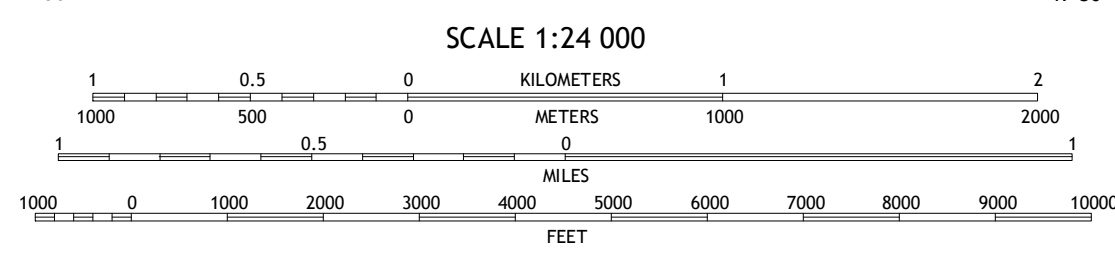 SCALE 1:24 000
1 0.5 0 KILOMETERS 1 2
1000 500 0 METERS 1000 2000
1 0.5 0 1
MILES
1000 0 1000 2000 3000 4000 5000 6000 7000 8000 9000 10000
FEET